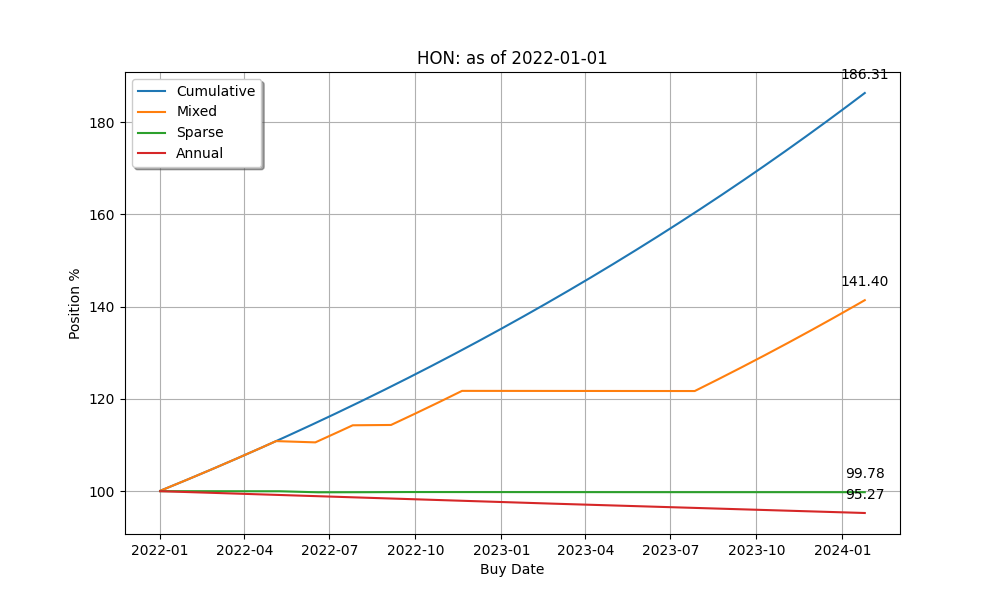 HON: as of 2022-01-01
Cumulative
Mixed
Sparse
Annual
186.31
141.40
99.78
95.27
180
160
140
120
100
Position %
2022-01 2022-04 2022-07 2022-10 2023-01 2023-04 2023-07 2023-10 2024-01
Buy Date